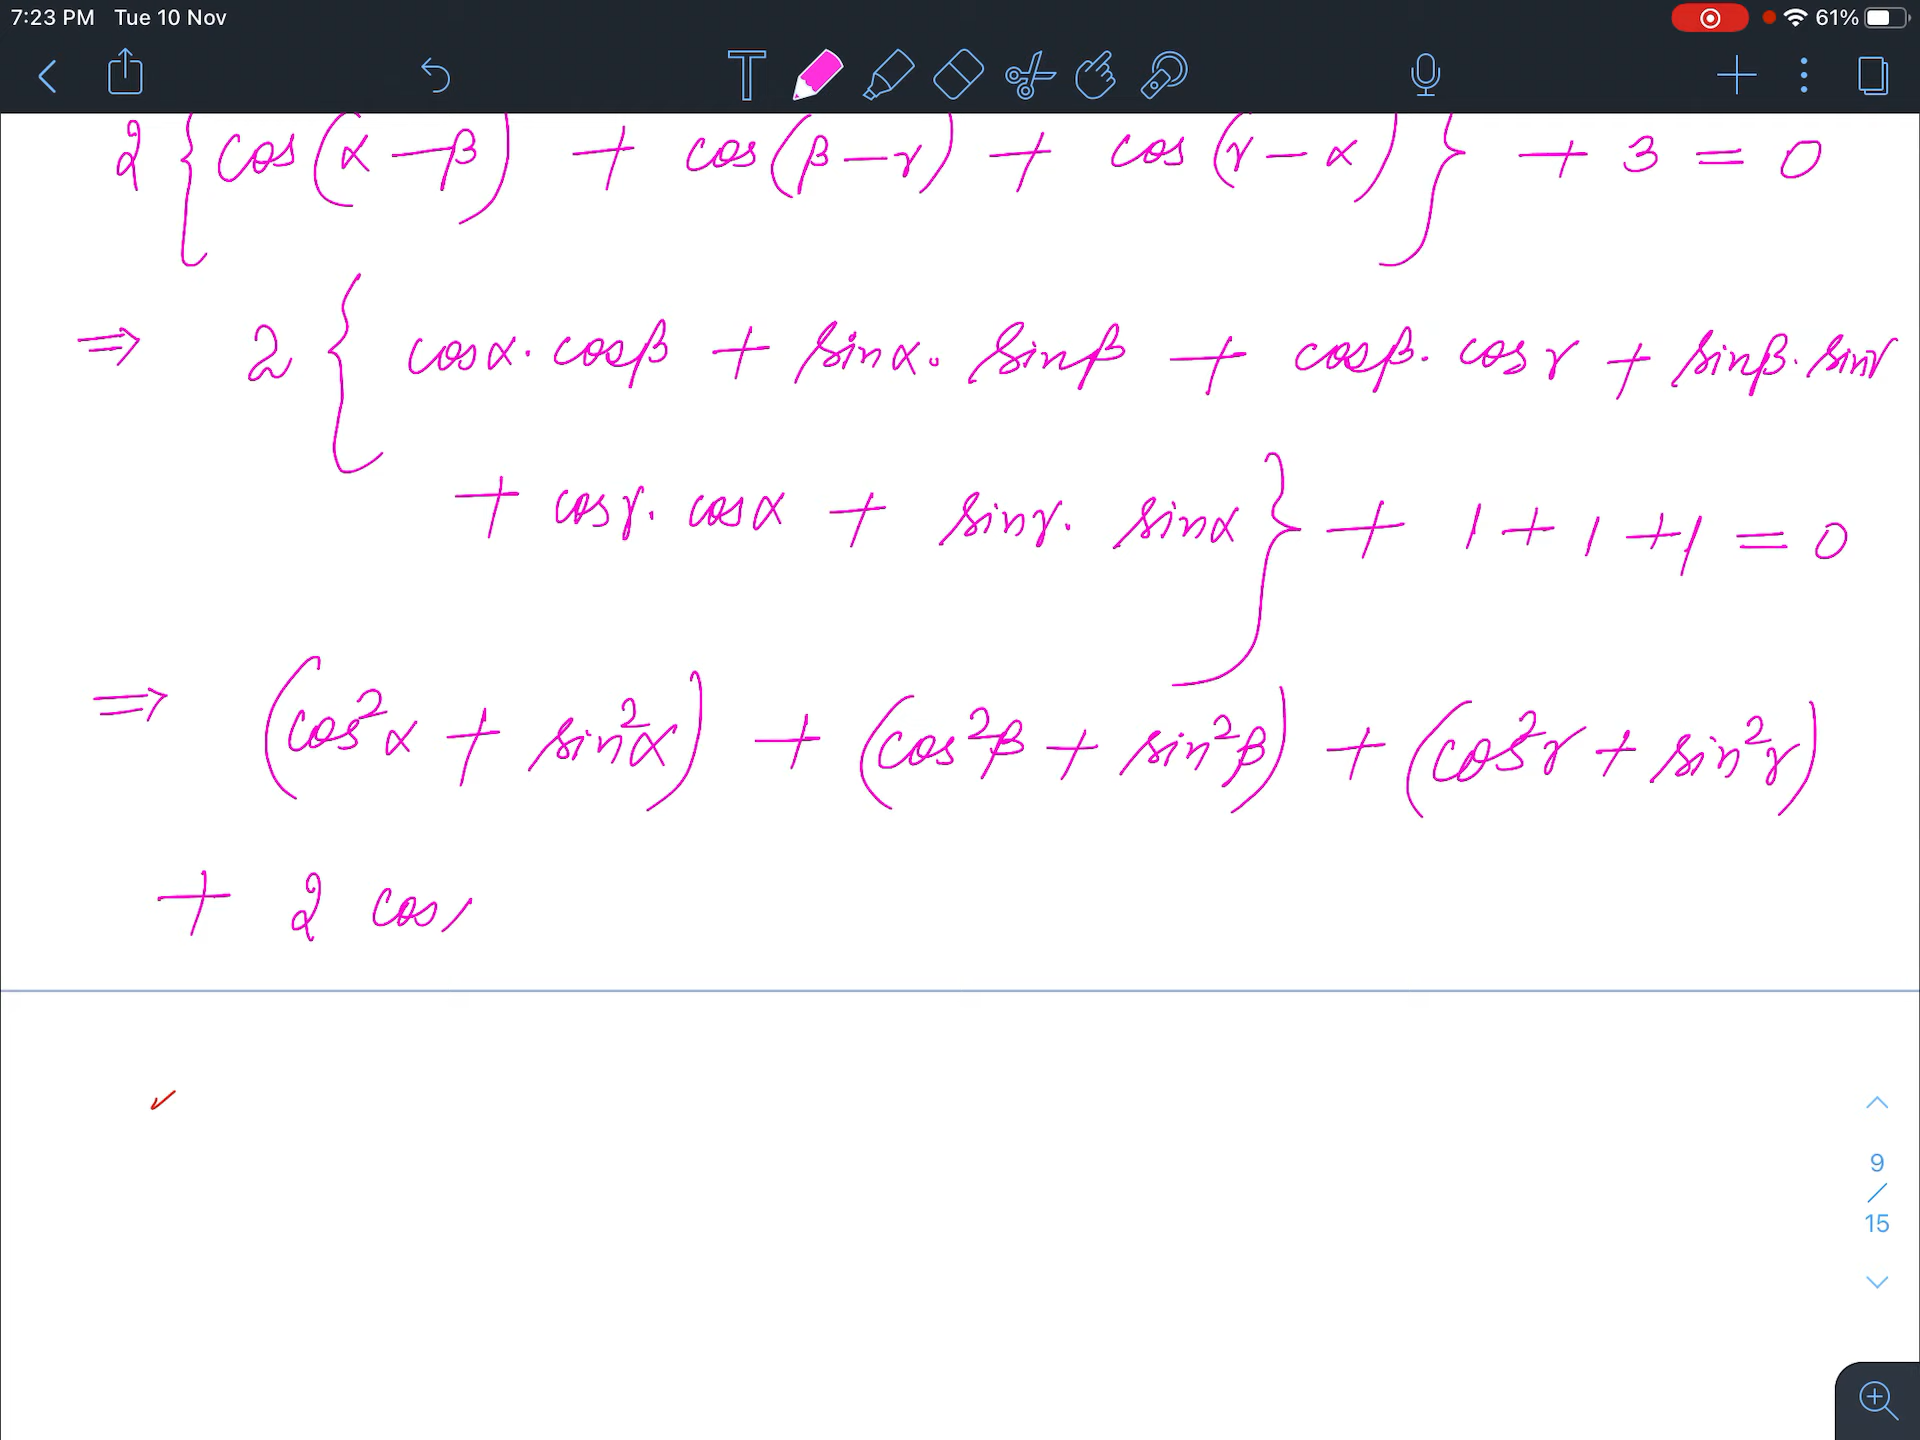 7:23 PM Tue 10 Nov 61%
T
2{cos(α−β) + cos(β−γ) + cos(γ−α)} + 3 = 0
⇒ 2{cosα. cosβ + sinα. sinβ + cosβ. cosγ + sinβ. sinγ
+ cosγ. cosα + sinγ. sinα} + 1 + 1 + 1 = 0
⇒ (cos²α + sin²α) + (cos²β + sin²β) + (cos²γ + sin²γ)
+ 2 cos
9
/
15